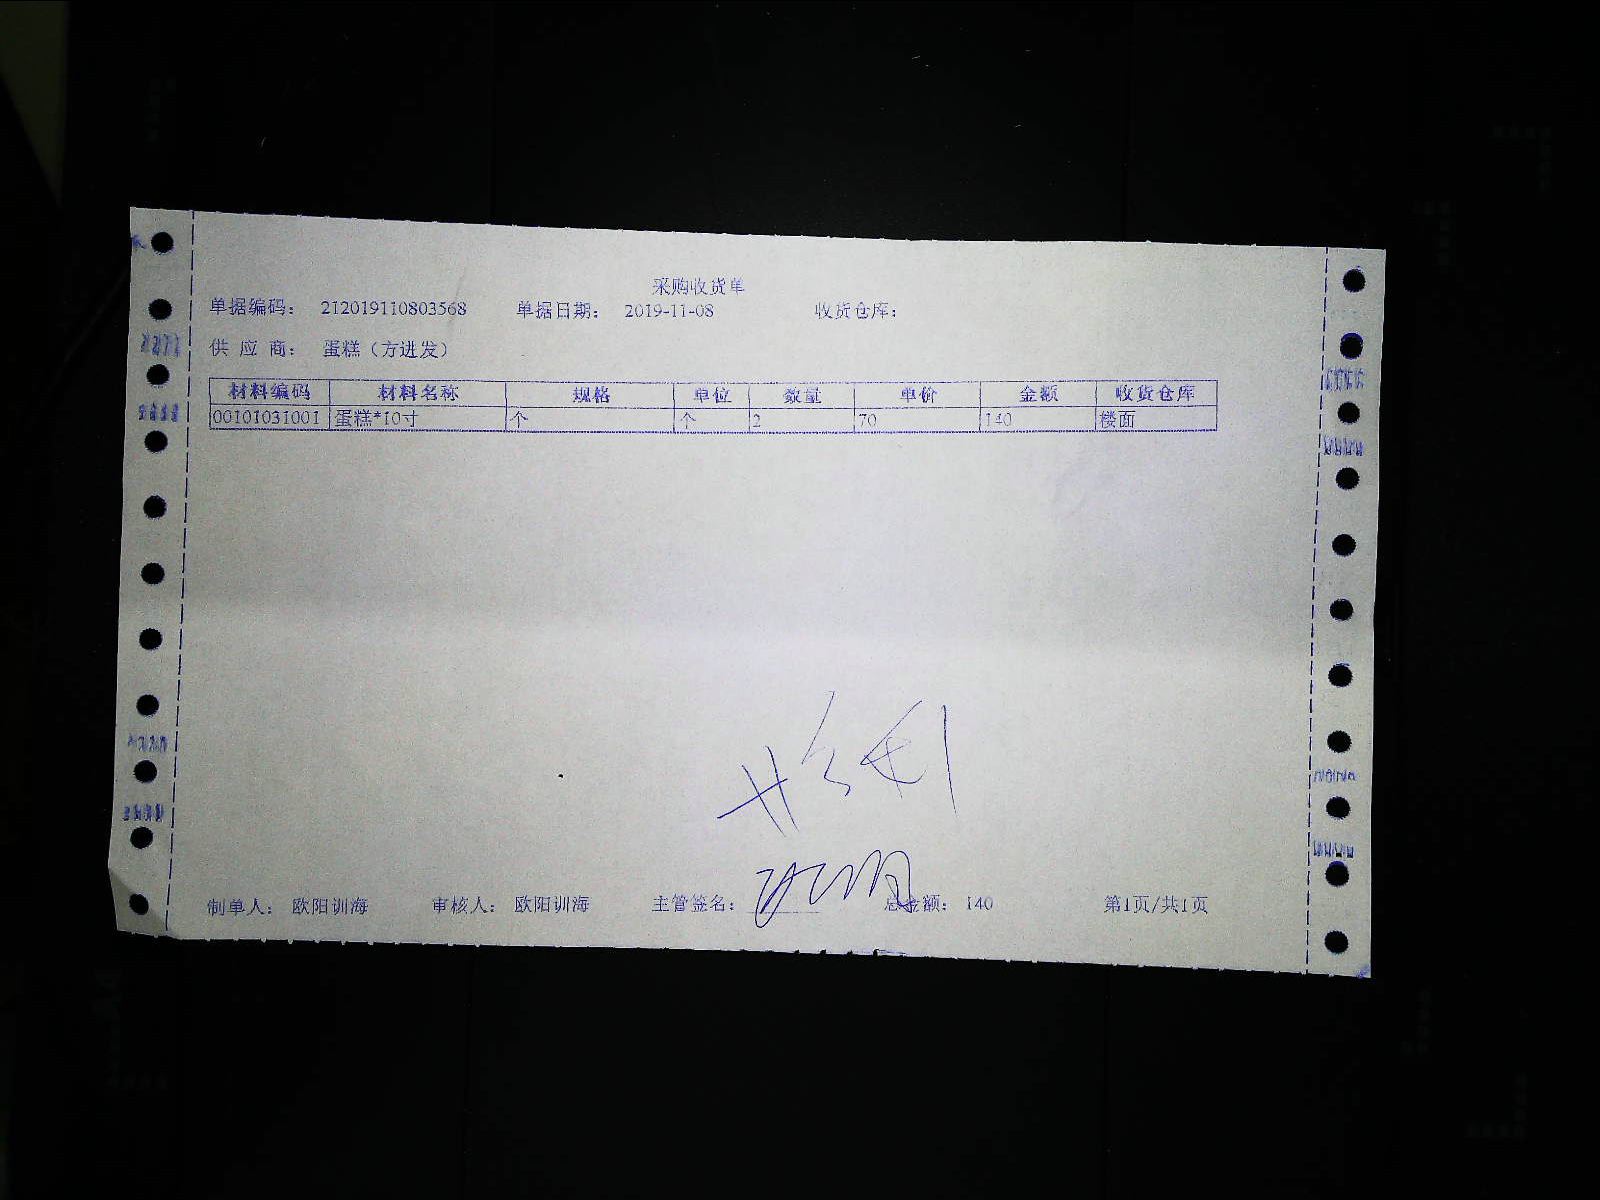 采购收货单
单据编码： 212019110803568 单据日期： 2019-11-08 收货仓库：
供 应 商： 蛋糕（方进发）
材料编码 材料名称 规格 单位 数量 单价 金额 收货仓库
00101031001 蛋糕*10寸 个 个 2 70 140 楼面
制单人： 欧阳训海 审核人： 欧阳训海 主管签名： 总金额： 140 第1页/共1页